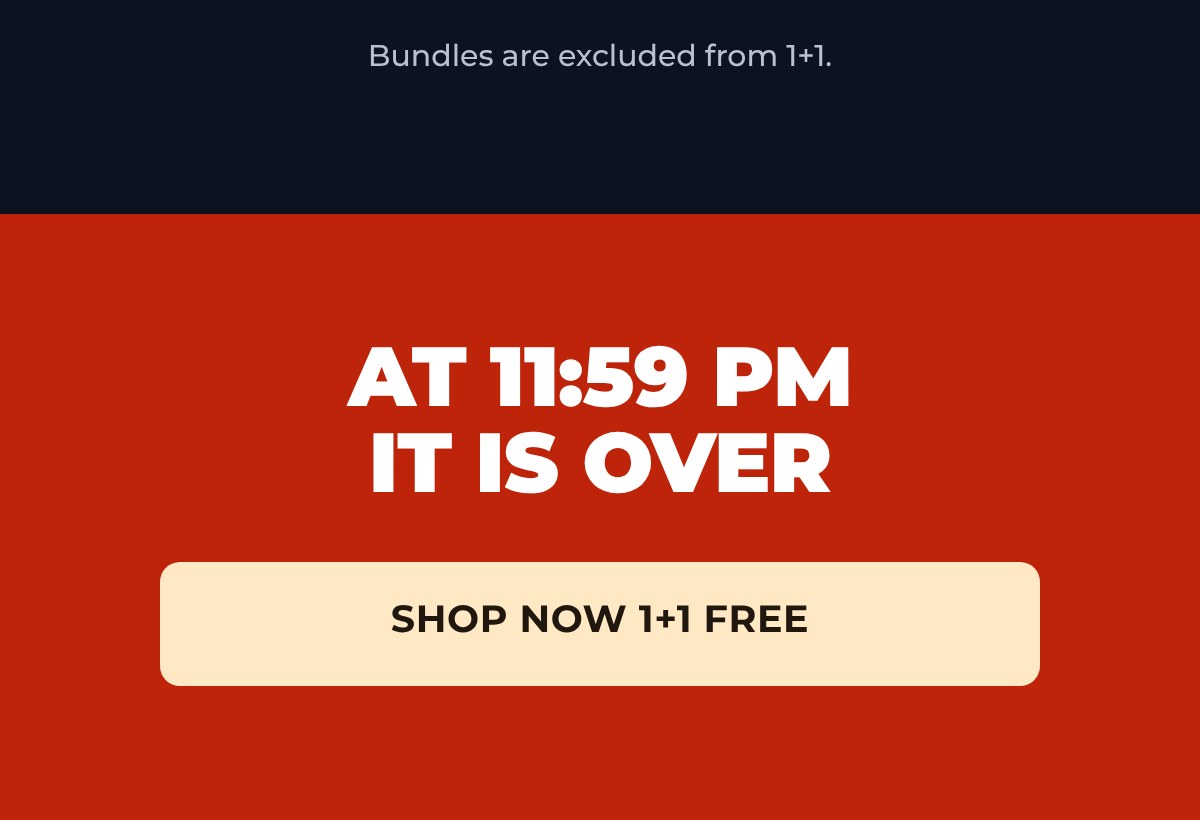 Bundles are excluded from 1+1.
AT 11:59 PM
IT IS OVER
SHOP NOW 1+1 FREE